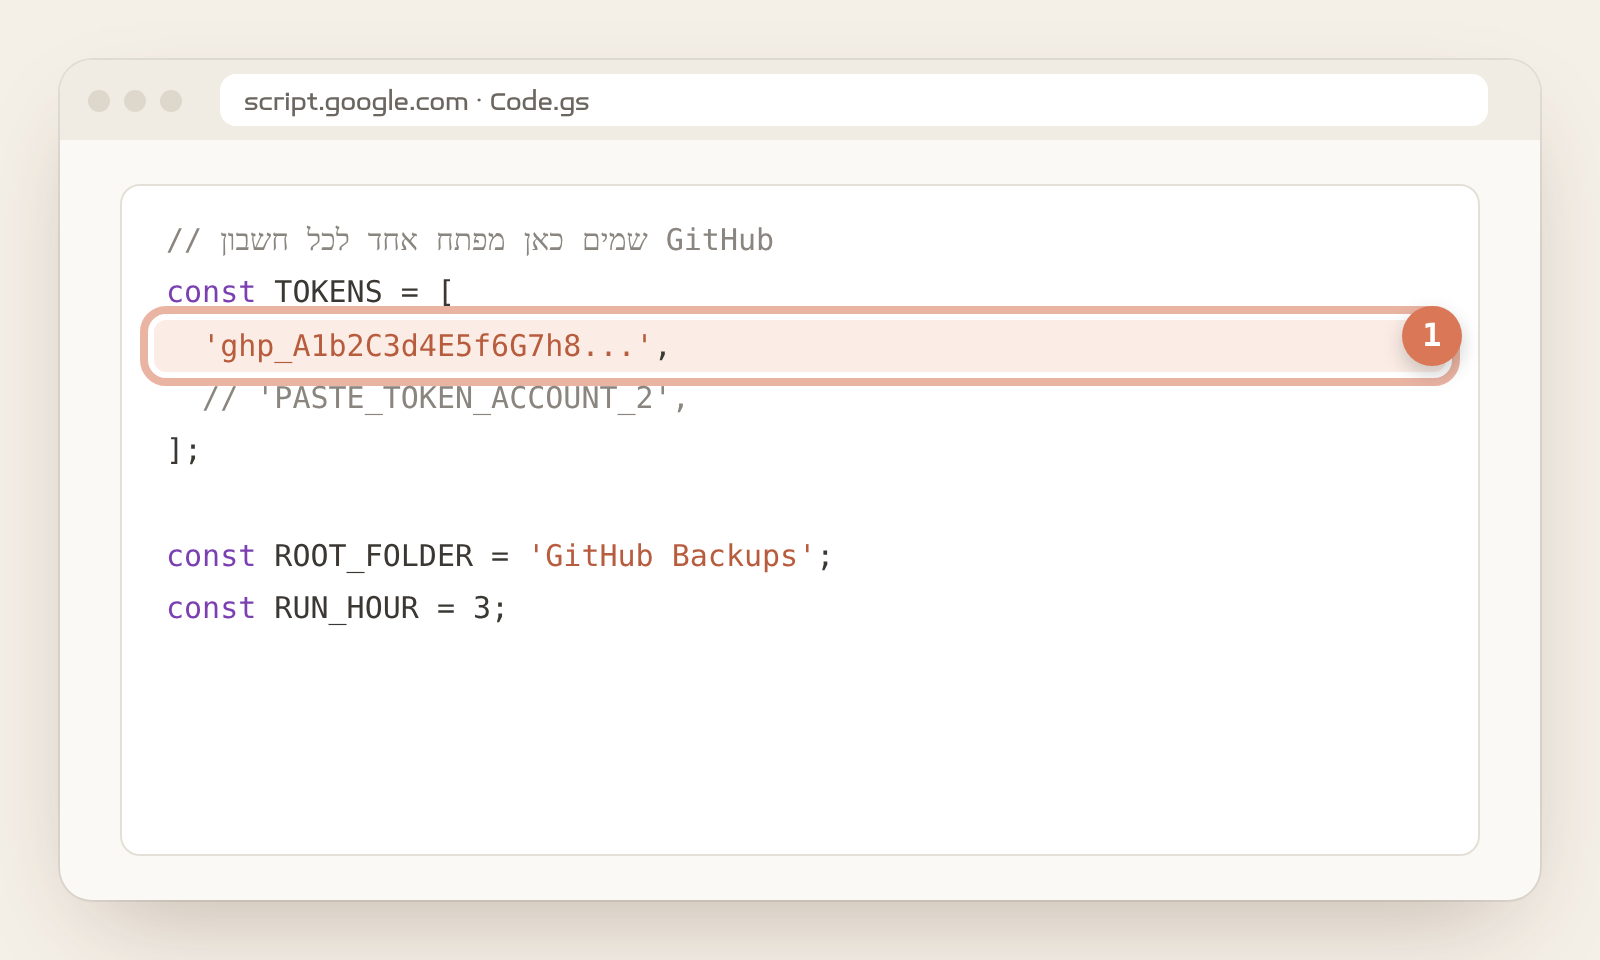 script.google.com · Code.gs
// שמים כאן מפתח אחד לכל חשבון GitHub
const TOKENS = [
'ghp_A1b2C3d4E5f6G7h8...',
1
// 'PASTE_TOKEN_ACCOUNT_2',
];
const ROOT_FOLDER = 'GitHub Backups';
const RUN_HOUR = 3;